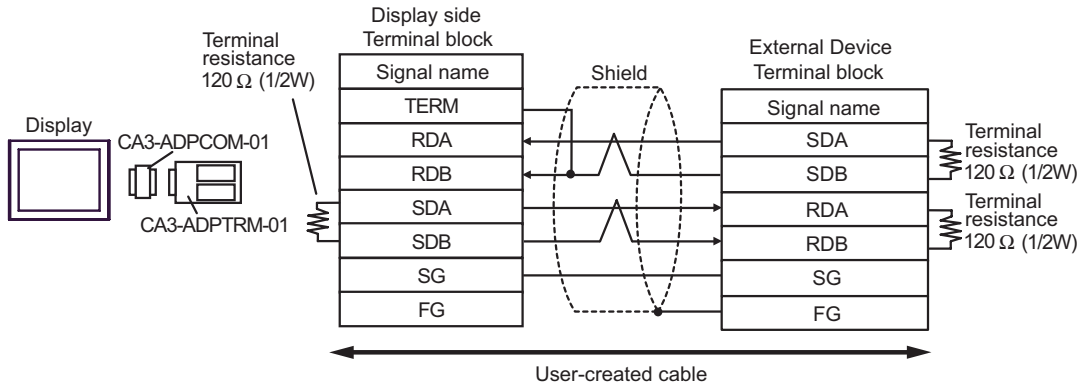 Display side
Terminal block
Terminal
resistance
120 Ω (1/2W)
Signal name
TERM
RDA
RDB
SDA
SDB
SG
FG
Shield
External Device
Terminal block
Signal name
SDA
SDB
RDA
RDB
SG
FG
Terminal
resistance
120 Ω (1/2W)
Terminal
resistance
120 Ω (1/2W)
Display
CA3-ADPCOM-01
CA3-ADPTRM-01
User-created cable